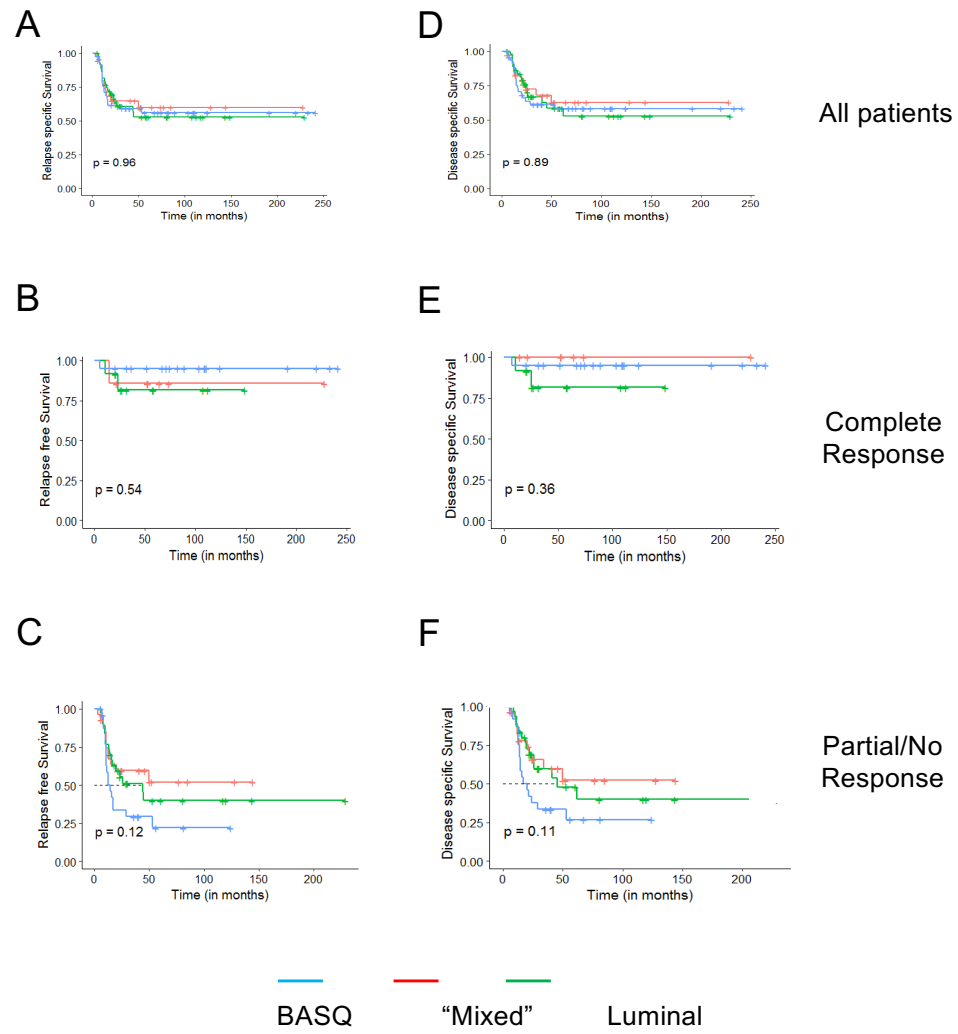 A
Relapse specific Survival
1.00
0.75
0.50
0.25
0.00
p = 0.96
0 50 100 150 200 250
Time (in months)
D
Disease specific Survival
1.00
0.75
0.50
0.25
0.00
p = 0.89
0 50 100 150 200 250
Time (in months)
All patients
B
Relapse free Survival
1.00
0.75
0.50
0.25
0.00
p = 0.54
0 50 100 150 200 250
Time (in months)
E
Disease specific Survival
1.00
0.75
0.50
0.25
0.00
p = 0.36
0 50 100 150 200 250
Time (in months)
Complete
Response
C
Relapse free Survival
1.00
0.75
0.50
0.25
0.00
p = 0.12
0 50 100 150 200
Time (in months)
F
Disease specific Survival
1.00
0.75
0.50
0.25
0.00
p = 0.11
0 50 100 150 200
Time (in months)
Partial/No
Response
BASQ “Mixed” Luminal